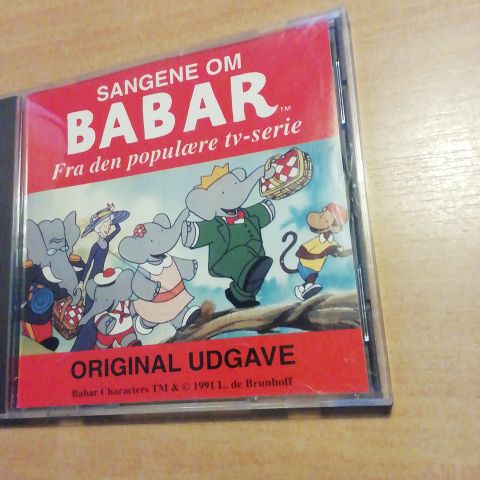 SANGENE OM
BABAR™
Fra den populære tv-serie
ORIGINAL UDGAVE
Babar Characters TM & © 1991 L. de Brunhoff